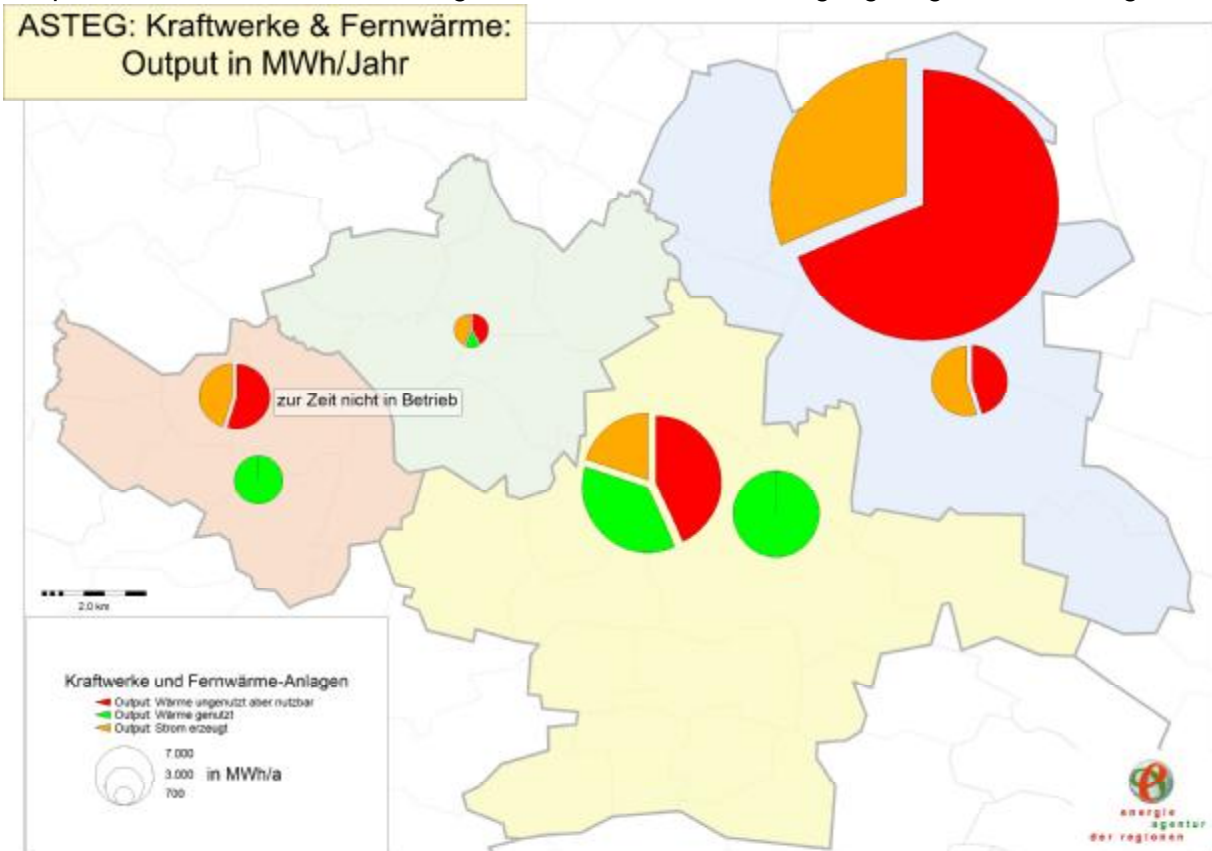 ASTEG: Kraftwerke & Fernwärme:
Output in MWh/Jahr
zur Zeit nicht in Betrieb
2,0 km
Kraftwerke und Fernwärme-Anlagen
Output: Wärme ungenutzt aber nutzbar
Output: Wärme genutzt
Output: Strom erzeugt
7.000
3.000 in MWh/a
700
energie
agentur
der regionen